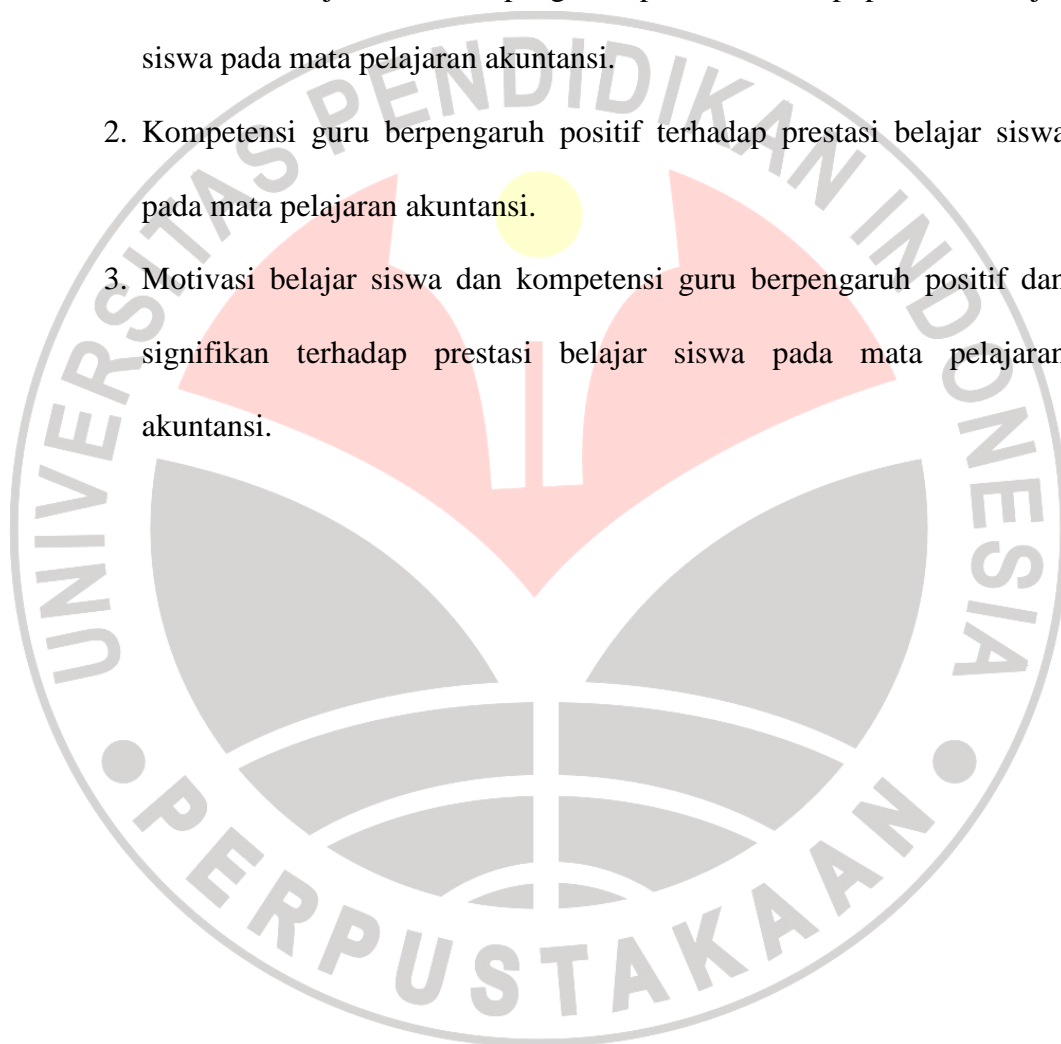 siswa pada mata pelajaran akuntansi.
2. Kompetensi guru berpengaruh positif terhadap prestasi belajar siswa
pada mata pelajaran akuntansi.
3. Motivasi belajar siswa dan kompetensi guru berpengaruh positif dan
signifikan terhadap prestasi belajar siswa pada mata pelajaran
akuntansi.
UNIVERSITAS PENDIDIKAN INDONESIA
PERPUSTAKAAN